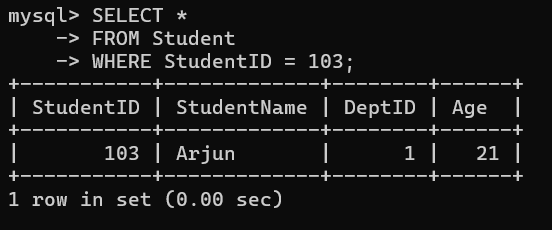 mysql> SELECT *
    -> FROM Student
    -> WHERE StudentID = 103;
+-----------+-------------+--------+------+
| StudentID | StudentName | DeptID | Age  |
+-----------+-------------+--------+------+
|       103 | Arjun       |      1 |   21 |
+-----------+-------------+--------+------+
1 row in set (0.00 sec)